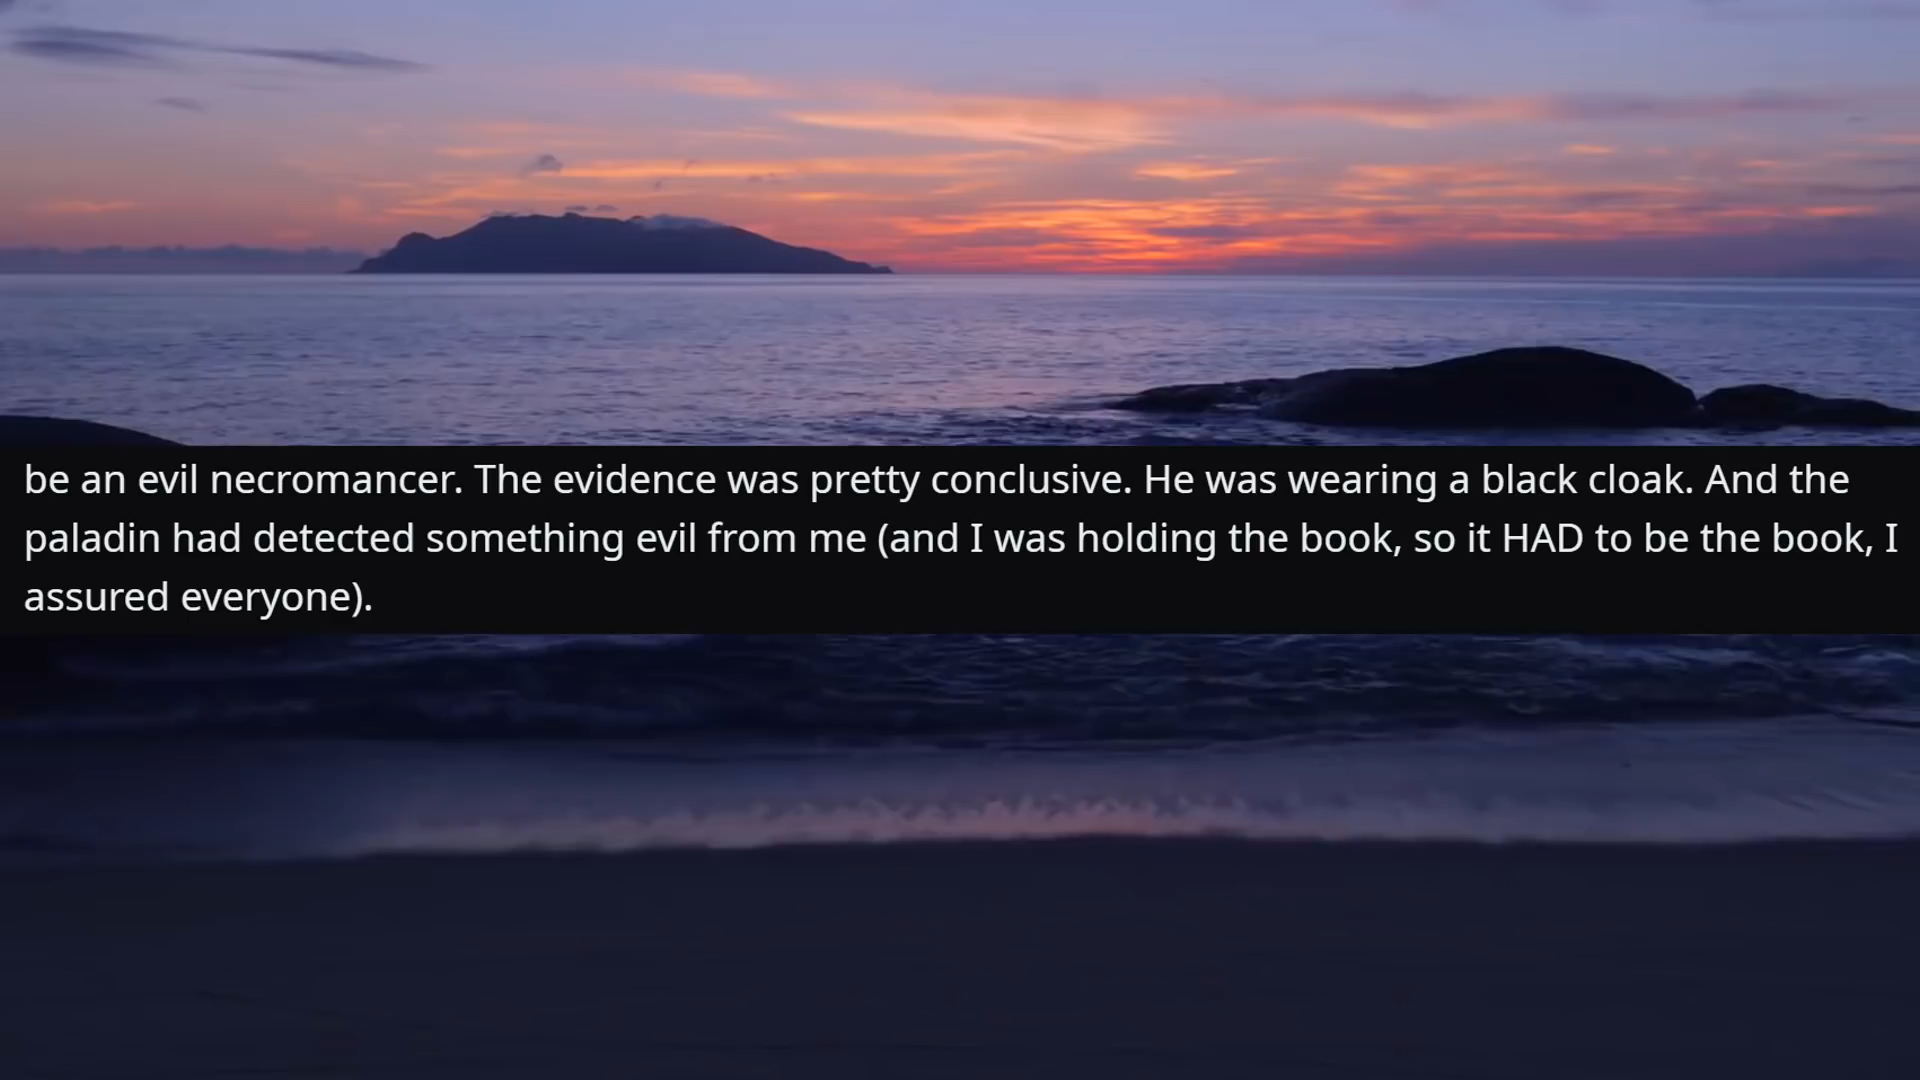 be an evil necromancer. The evidence was pretty conclusive. He was wearing a black cloak. And the
paladin had detected something evil from me (and I was holding the book, so it HAD to be the book, I
assured everyone).